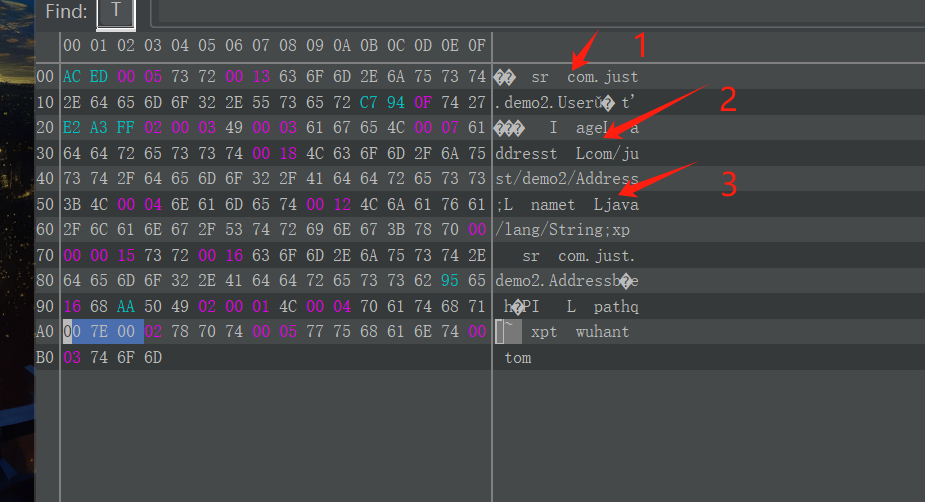 Find: T
00 01 02 03 04 05 06 07 08 09 0A 0B 0C 0D 0E 0F
1
00 AC ED 00 05 73 72 00 13 63 6F 6D 2E 6A 75 73 74 �� sr com.just
10 2E 64 65 6D 6F 32 2E 55 73 65 72 C7 94 0F 74 27 .demo2.Userǔ� t'
2
20 E2 A3 FF 02 00 03 49 00 03 61 67 65 4C 00 07 61 ��� I ageL a
30 64 64 72 65 73 73 74 00 18 4C 63 6F 6D 2F 6A 75 ddresst Lcom/ju
40 73 74 2F 64 65 6D 6F 32 2F 41 64 64 72 65 73 73 st/demo2/Address
3
50 3B 4C 00 04 6E 61 6D 65 74 00 12 4C 6A 61 76 61 ;L namet Ljava
60 2F 6C 61 6E 67 2F 53 74 72 69 6E 67 3B 78 70 00 /lang/String;xp
70 00 00 15 73 72 00 16 63 6F 6D 2E 6A 75 73 74 2E sr com.just.
80 64 65 6D 6F 32 2E 41 64 64 72 65 73 73 62 95 65 demo2.Addressb�e
90 16 68 AA 50 49 02 00 01 4C 00 04 70 61 74 68 71 h�PI L pathq
A0 00 7E 00 02 78 70 74 00 05 77 75 68 61 6E 74 00 ~ xpt wuhant
B0 03 74 6F 6D tom